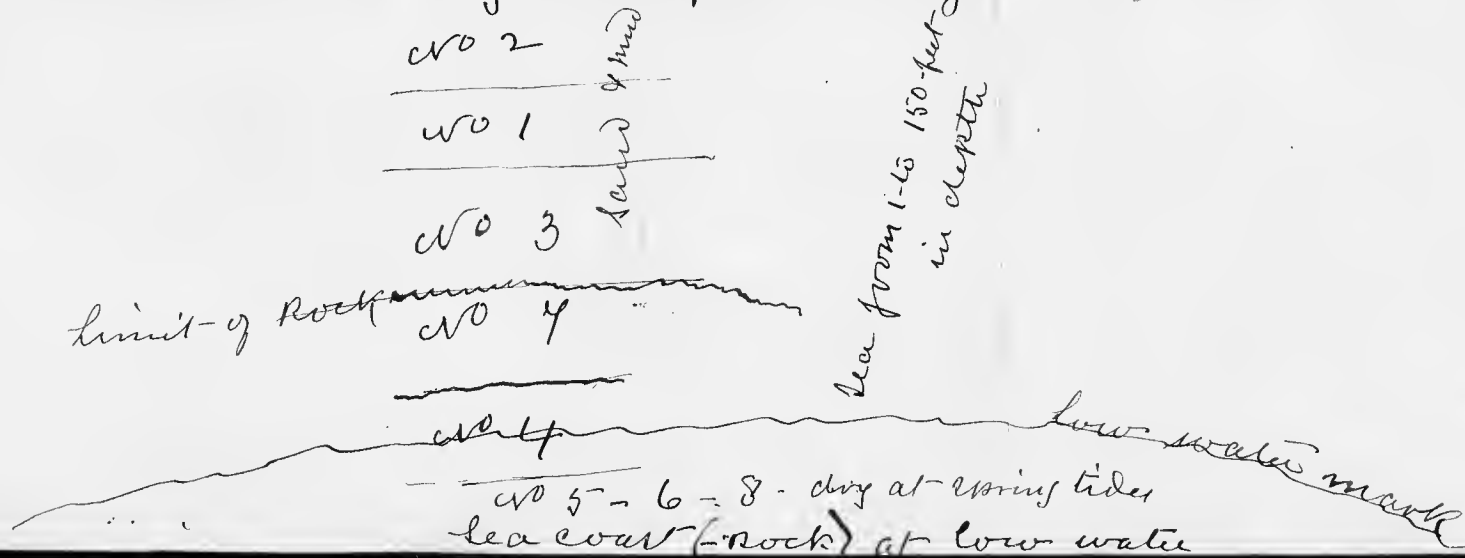 No 2
No 1
No 3
Sand & mud
Sea from 1 to 150 feet
in depth
limit of Rock
No 7
No 4
low water mark
No 5 - 6 - 8 - dry at spring tides
Sea coast (-Rock) at low water